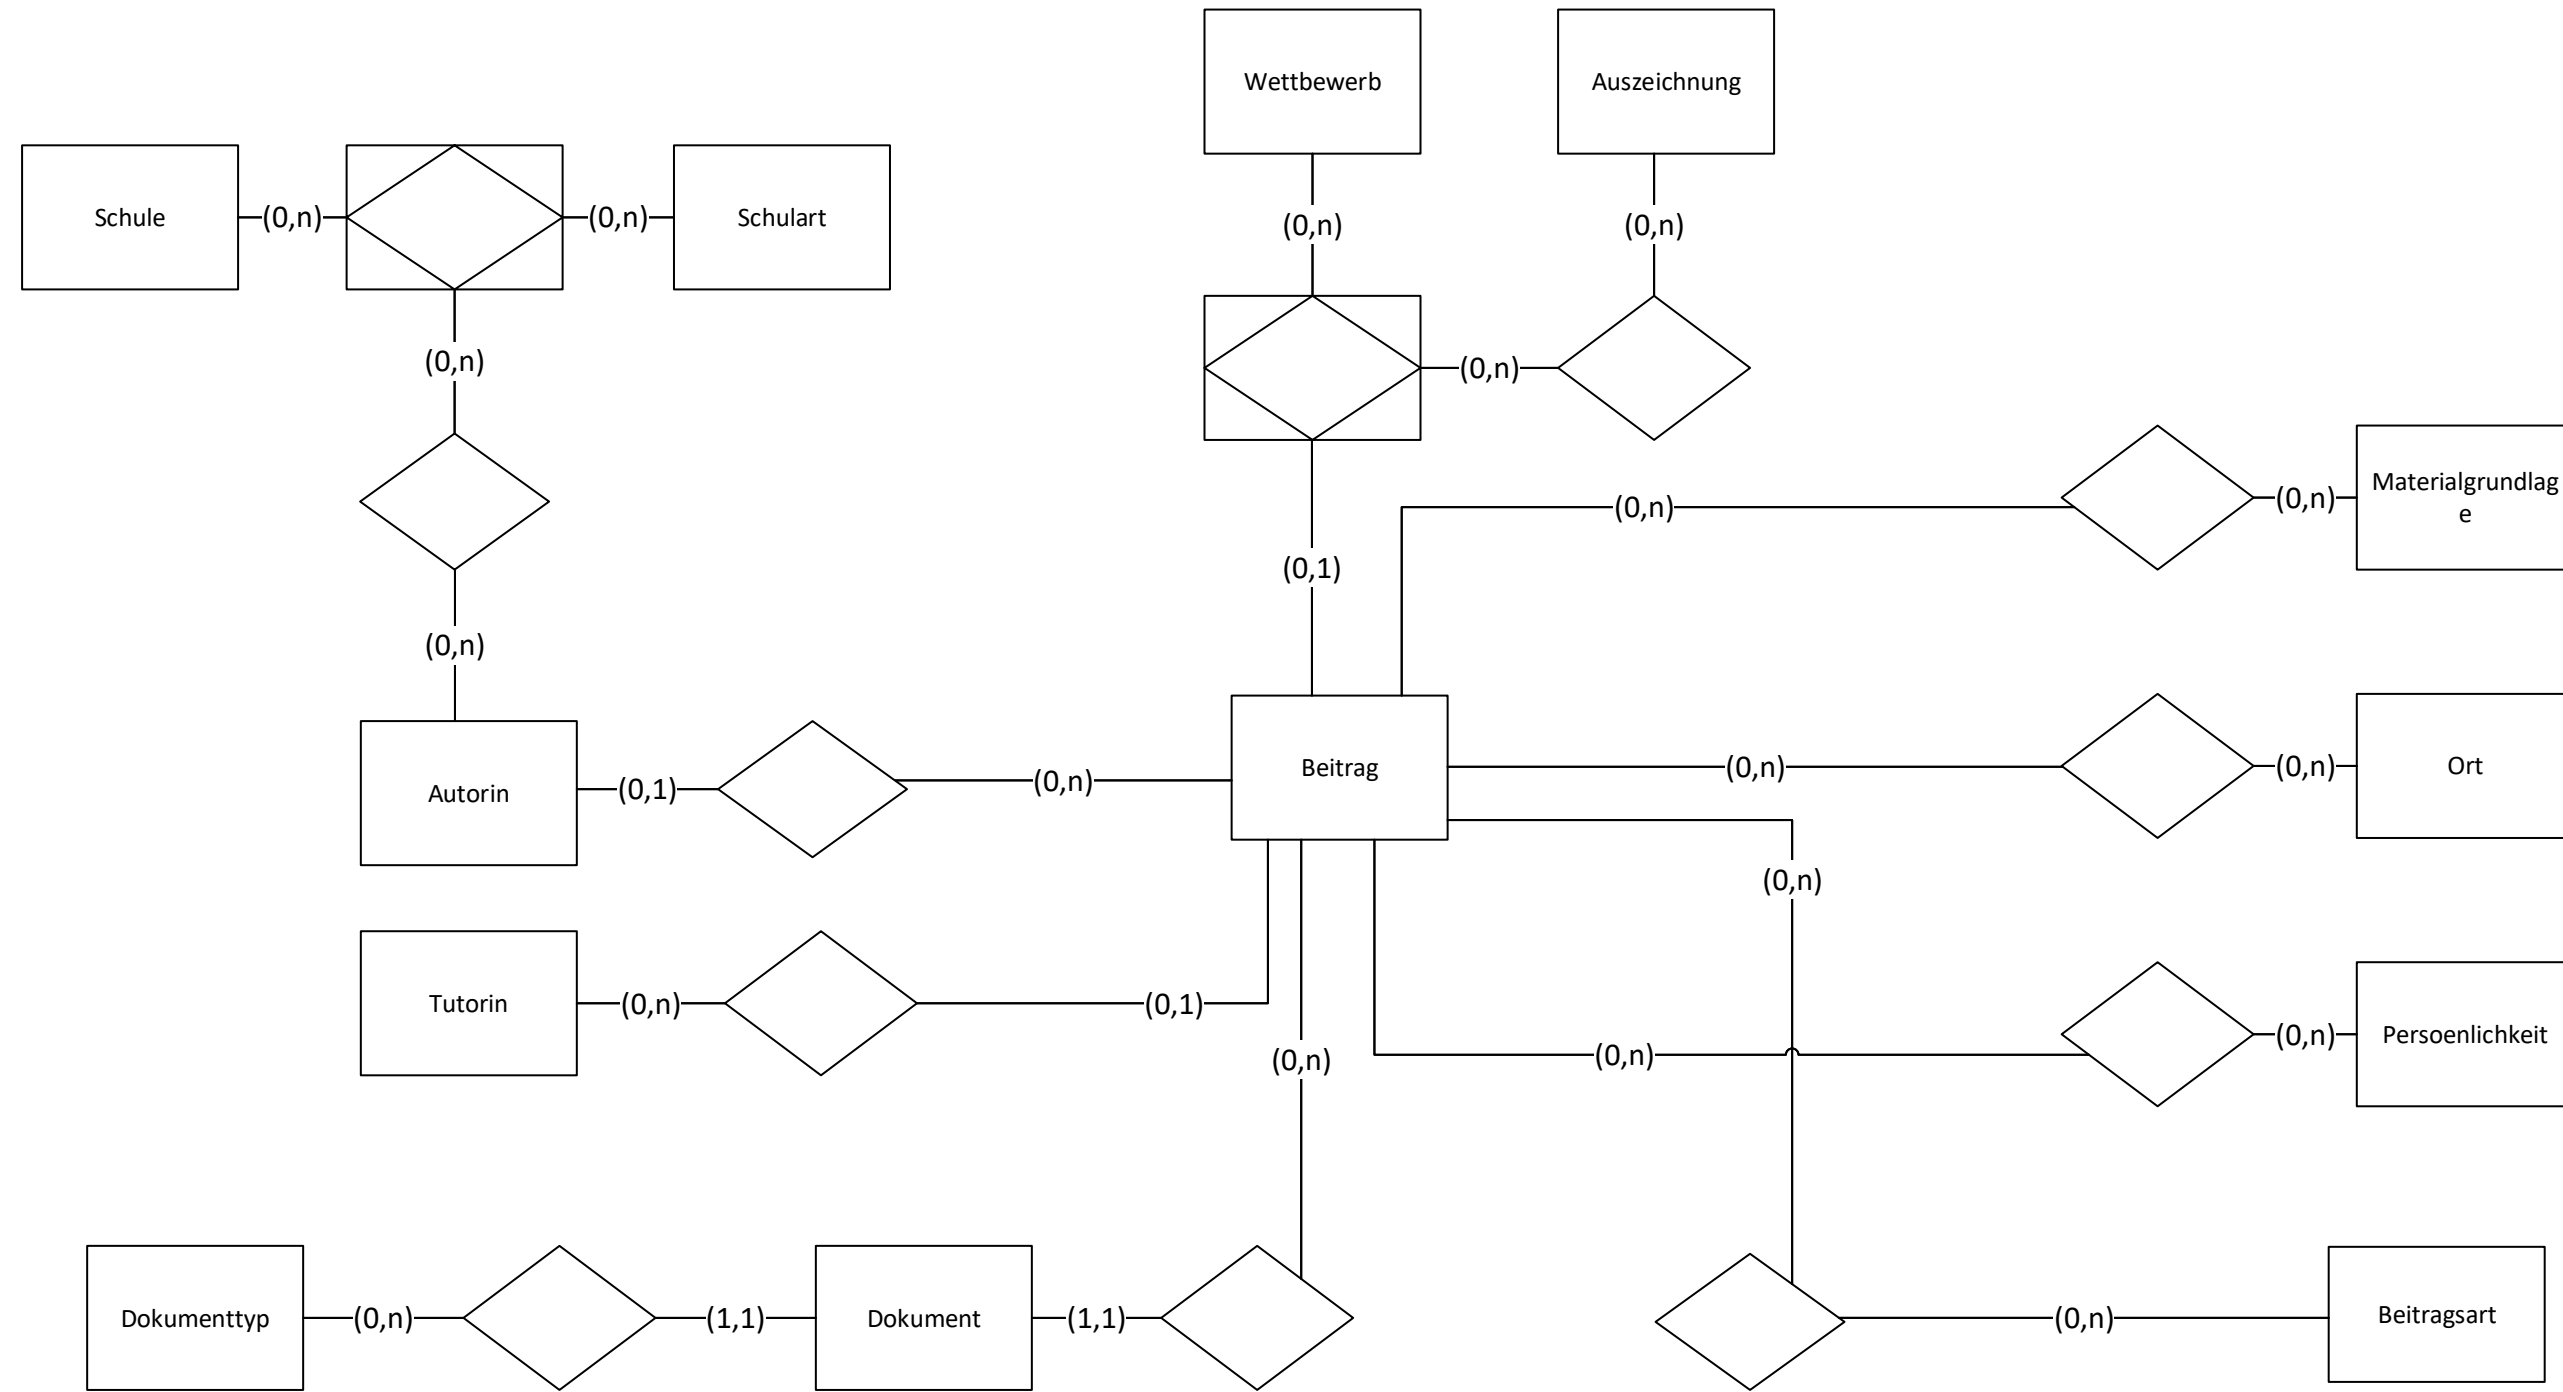 Wettbewerb
Auszeichnung
Schule
(0,n)
(0,n)
Schulart
(0,n)
(0,n)
(0,n)
(0,n)
(0,n)
(0,n)
Materialgrundlag
e
(0,1)
(0,n)
Autorin
(0,1)
(0,n)
Beitrag
(0,n)
(0,n)
Ort
(0,n)
Tutorin
(0,n)
(0,1)
(0,n)
(0,n)
(0,n)
Persoenlichkeit
Dokumenttyp
(0,n)
(1,1)
Dokument
(1,1)
(0,n)
Beitragsart